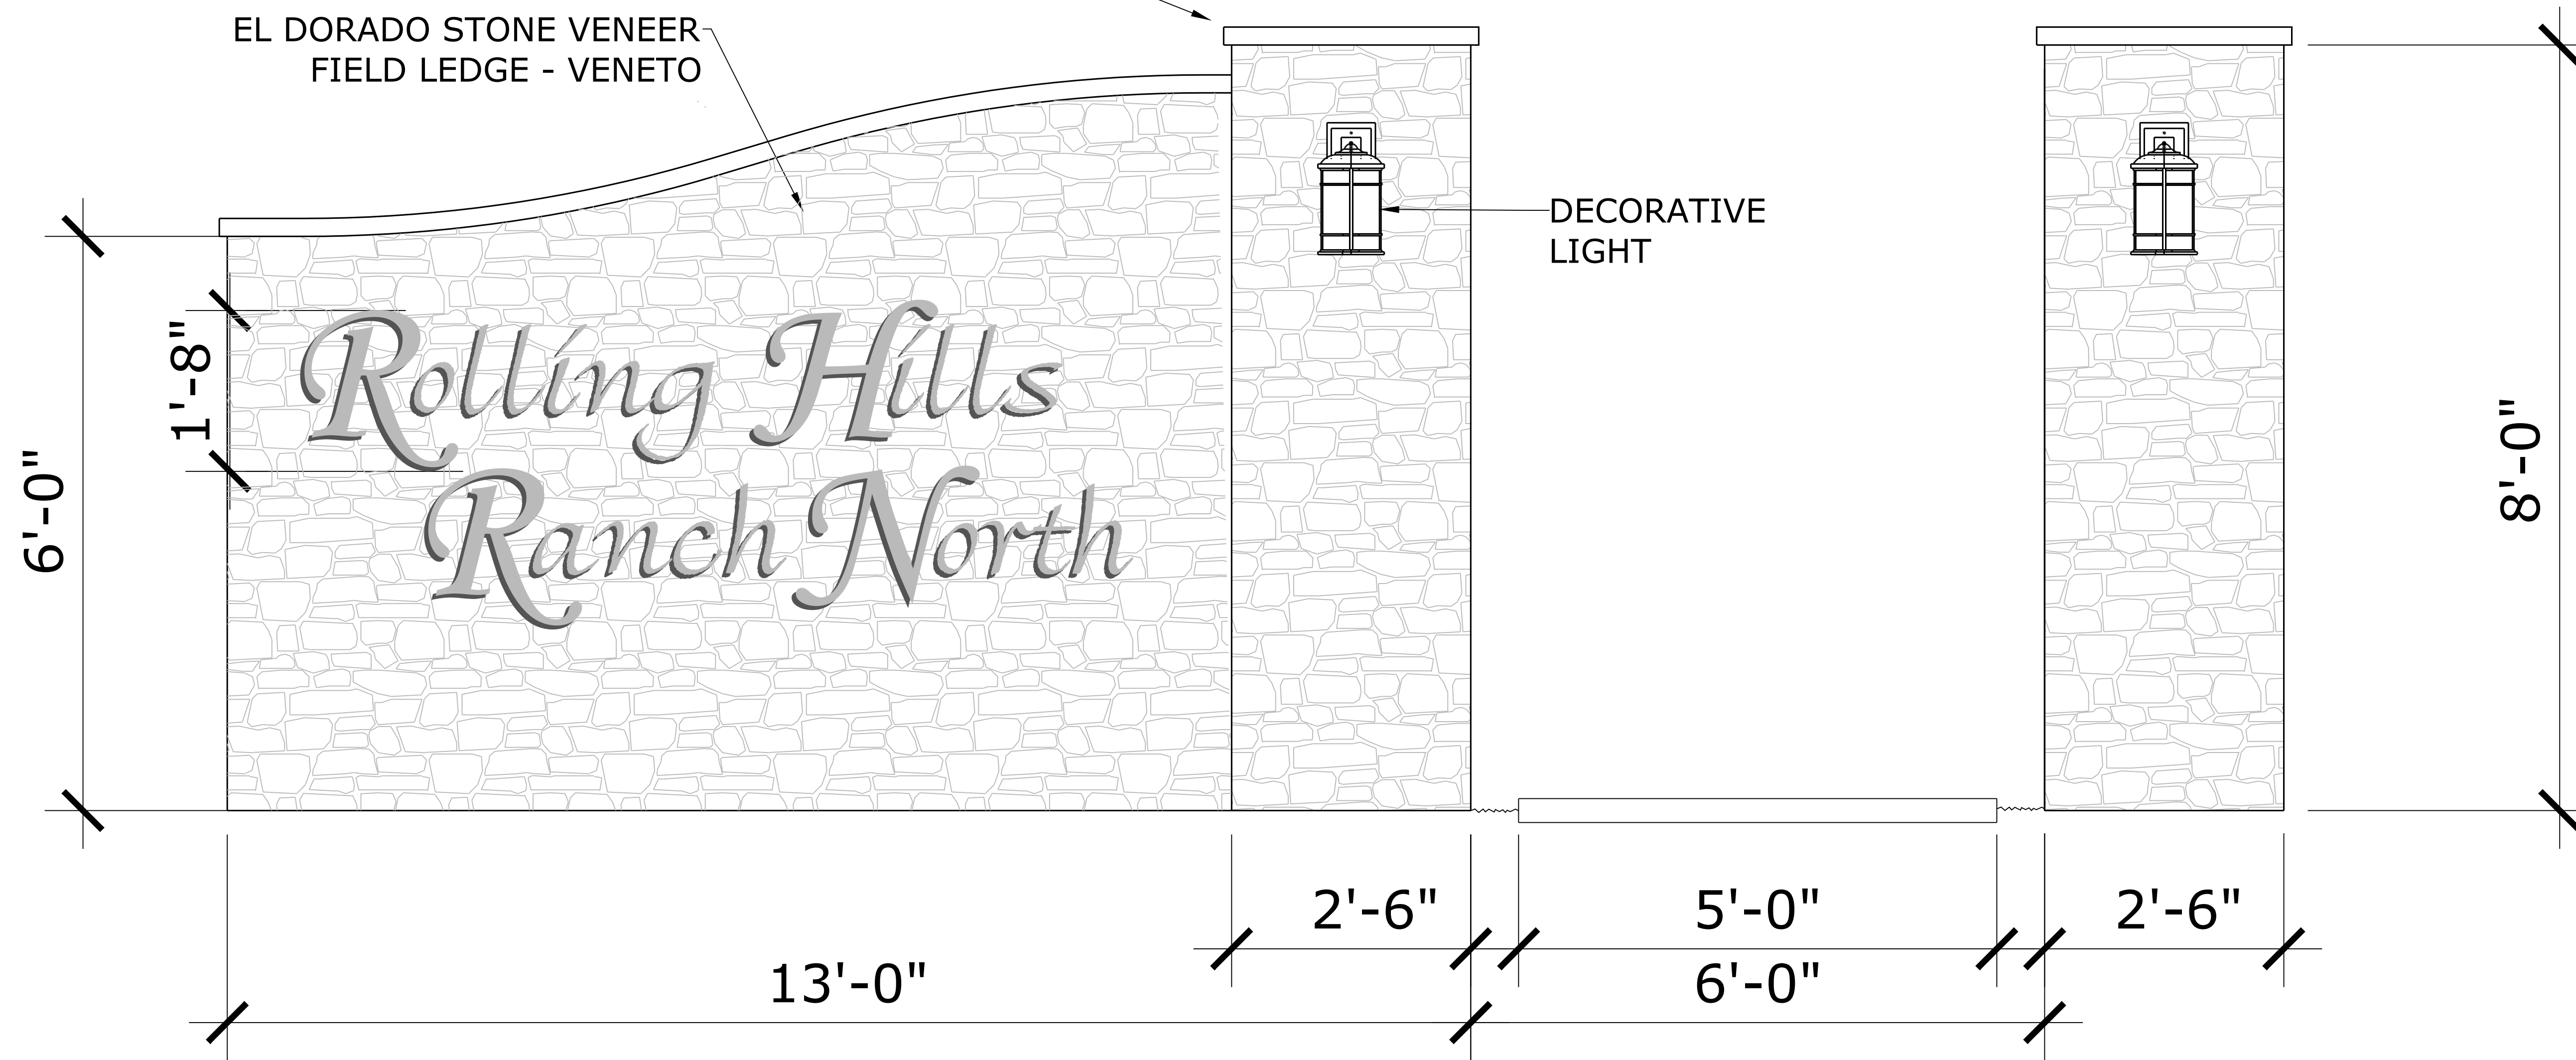 EL DORADO STONE VENEER
FIELD LEDGE - VENETO
DECORATIVE
LIGHT
1'-8"
6'-0"
8'-0"
Rolling Hills
Ranch North
2'-6"
5'-0"
2'-6"
13'-0"
6'-0"